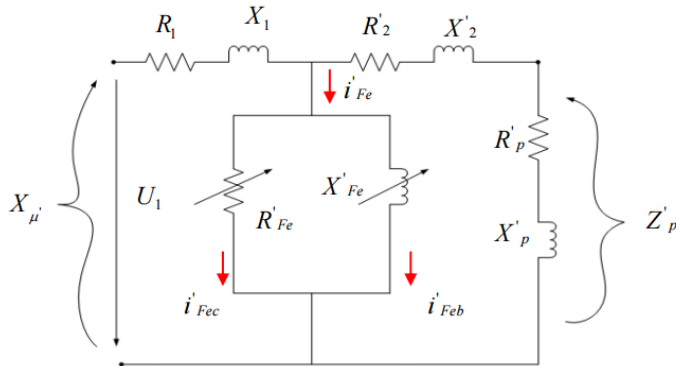 R₁
X₁
R'₂
X'₂
i'Fe
R'p
X'Fe
Xμ'
U₁
R'Fe
X'p
Z'p
i'Fec
i'Feb